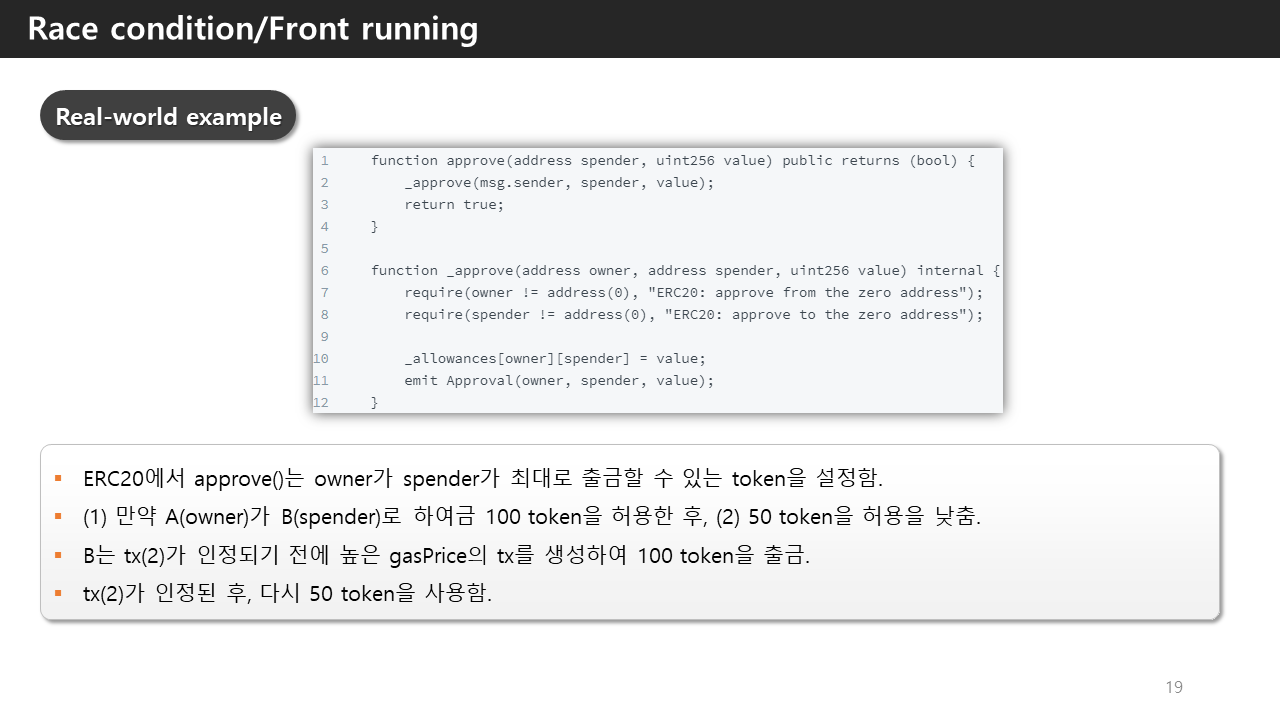 Race condition/Front running
Real-world example
1 function approve(address spender, uint256 value) public returns (bool) {
2 _approve(msg.sender, spender, value);
3 return true;
4 }
5
6 function _approve(address owner, address spender, uint256 value) internal {
7 require(owner != address(0), "ERC20: approve from the zero address");
8 require(spender != address(0), "ERC20: approve to the zero address");
9
10 _allowances[owner][spender] = value;
11 emit Approval(owner, spender, value);
12 }
▪ ERC20에서 approve()는 owner가 spender가 최대로 출금할 수 있는 token을 설정함.
▪ (1) 만약 A(owner)가 B(spender)로 하여금 100 token을 허용한 후, (2) 50 token을 허용을 낮춤.
▪ B는 tx(2)가 인정되기 전에 높은 gasPrice의 tx를 생성하여 100 token을 출금.
▪ tx(2)가 인정된 후, 다시 50 token을 사용함.
19